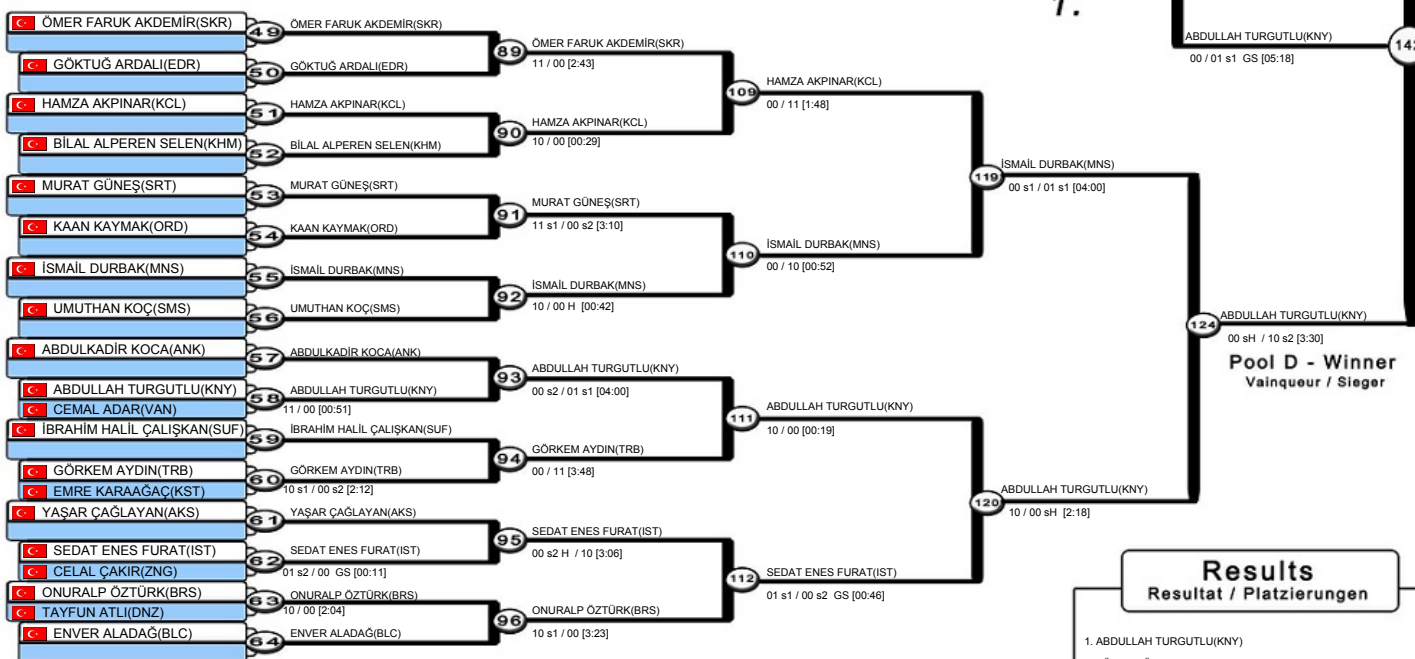 ÖMER FARUK AKDEMİR(SKR)
49
GÖKTUĞ ARDALI(EDR)
50
HAMZA AKPINAR(KCL)
51
BİLAL ALPEREN SELEN(KHM)
52
MURAT GÜNEŞ(SRT)
53
KAAN KAYMAK(ORD)
54
İSMAİL DURBAK(MNS)
55
UMUTHAN KOÇ(SMS)
56
ABDULKADİR KOCA(ANK)
57
ABDULLAH TURGUTLU(KNY)
CEMAL ADAR(VAN)
58
İBRAHİM HALİL ÇALIŞKAN(SUF)
59
GÖRKEM AYDIN(TRB)
EMRE KARAAĞAÇ(KST)
60
YAŞAR ÇAĞLAYAN(AKS)
61
SEDAT ENES FURAT(IST)
CELAL ÇAKIR(ZNG)
62
ONURALP ÖZTÜRK(BRS)
TAYFUN ATLI(DNZ)
63
ENVER ALADAĞ(BLC)
64
ÖMER FARUK AKDEMİR(SKR)
GÖKTUĞ ARDALI(EDR)
HAMZA AKPINAR(KCL)
BİLAL ALPEREN SELEN(KHM)
MURAT GÜNEŞ(SRT)
KAAN KAYMAK(ORD)
İSMAİL DURBAK(MNS)
UMUTHAN KOÇ(SMS)
ABDULKADİR KOCA(ANK)
ABDULLAH TURGUTLU(KNY)
11 / 00 [00:51]
İBRAHİM HALİL ÇALIŞKAN(SUF)
GÖRKEM AYDIN(TRB)
10 s1 / 00 s2 [2:12]
YAŞAR ÇAĞLAYAN(AKS)
SEDAT ENES FURAT(IST)
01 s2 / 00 GS [00:11]
ONURALP ÖZTÜRK(BRS)
10 / 00 [2:04]
ENVER ALADAĞ(BLC)
89
ÖMER FARUK AKDEMİR(SKR)
11 / 00 [2:43]
90
HAMZA AKPINAR(KCL)
10 / 00 [00:29]
91
MURAT GÜNEŞ(SRT)
11 s1 / 00 s2 [3:10]
92
İSMAİL DURBAK(MNS)
10 / 00 H [00:42]
93
ABDULLAH TURGUTLU(KNY)
00 s2 / 01 s1 [04:00]
94
GÖRKEM AYDIN(TRB)
00 / 11 [3:48]
95
SEDAT ENES FURAT(IST)
00 s2 H / 10 [3:06]
96
ONURALP ÖZTÜRK(BRS)
10 s1 / 00 [3:23]
109
HAMZA AKPINAR(KCL)
00 / 11 [1:48]
110
İSMAİL DURBAK(MNS)
00 / 10 [00:52]
111
ABDULLAH TURGUTLU(KNY)
10 / 00 [00:19]
112
SEDAT ENES FURAT(IST)
01 s1 / 00 s2 GS [00:46]
119
İSMAİL DURBAK(MNS)
00 s1 / 01 s1 [04:00]
120
ABDULLAH TURGUTLU(KNY)
10 / 00 sH [2:18]
124
ABDULLAH TURGUTLU(KNY)
00 sH / 10 s2 [3:30]
Pool D - Winner
Vainqueur / Sieger
1.
ABDULLAH TURGUTLU(KNY)
00 / 01 s1 GS [05:18]
Results
Resultat / Platzierungen
1. ABDULLAH TURGUTLU(KNY)